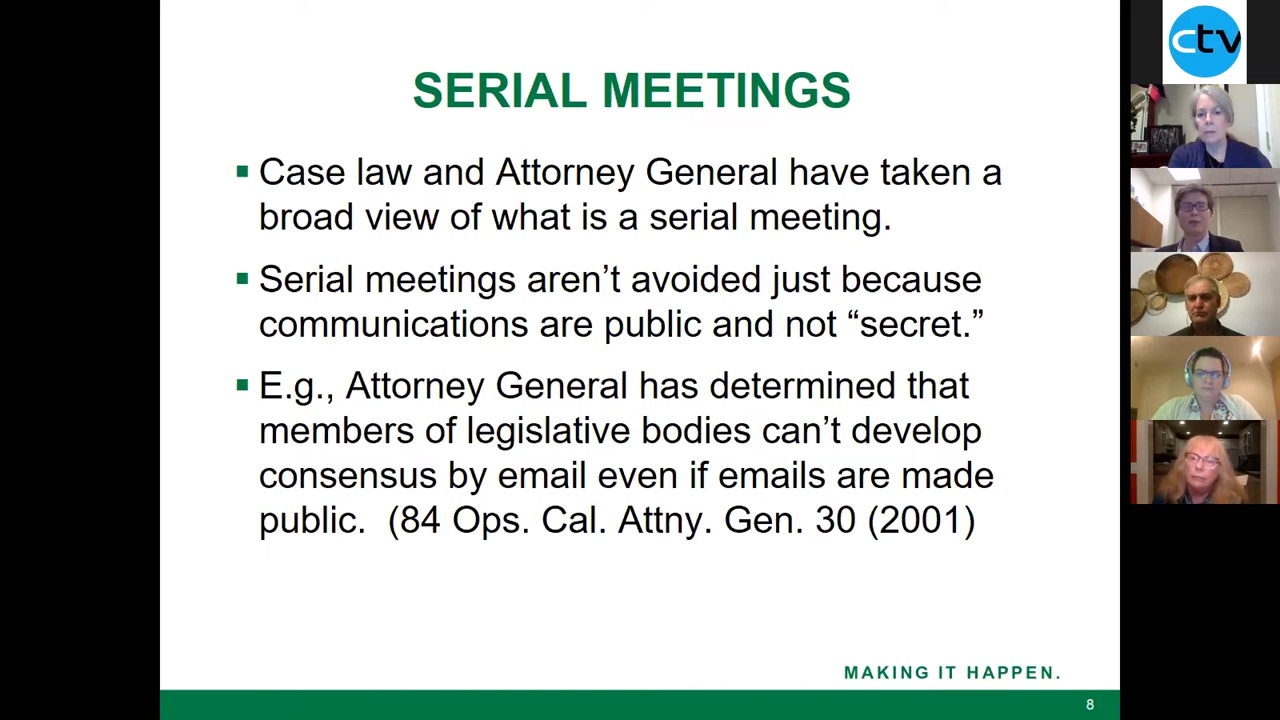 SERIAL MEETINGS
▪ Case law and Attorney General have taken a
broad view of what is a serial meeting.
▪ Serial meetings aren’t avoided just because
communications are public and not “secret.”
▪ E.g., Attorney General has determined that
members of legislative bodies can’t develop
consensus by email even if emails are made
public.  (84 Ops. Cal. Attny. Gen. 30 (2001)
MAKING IT HAPPEN.
8
ctv